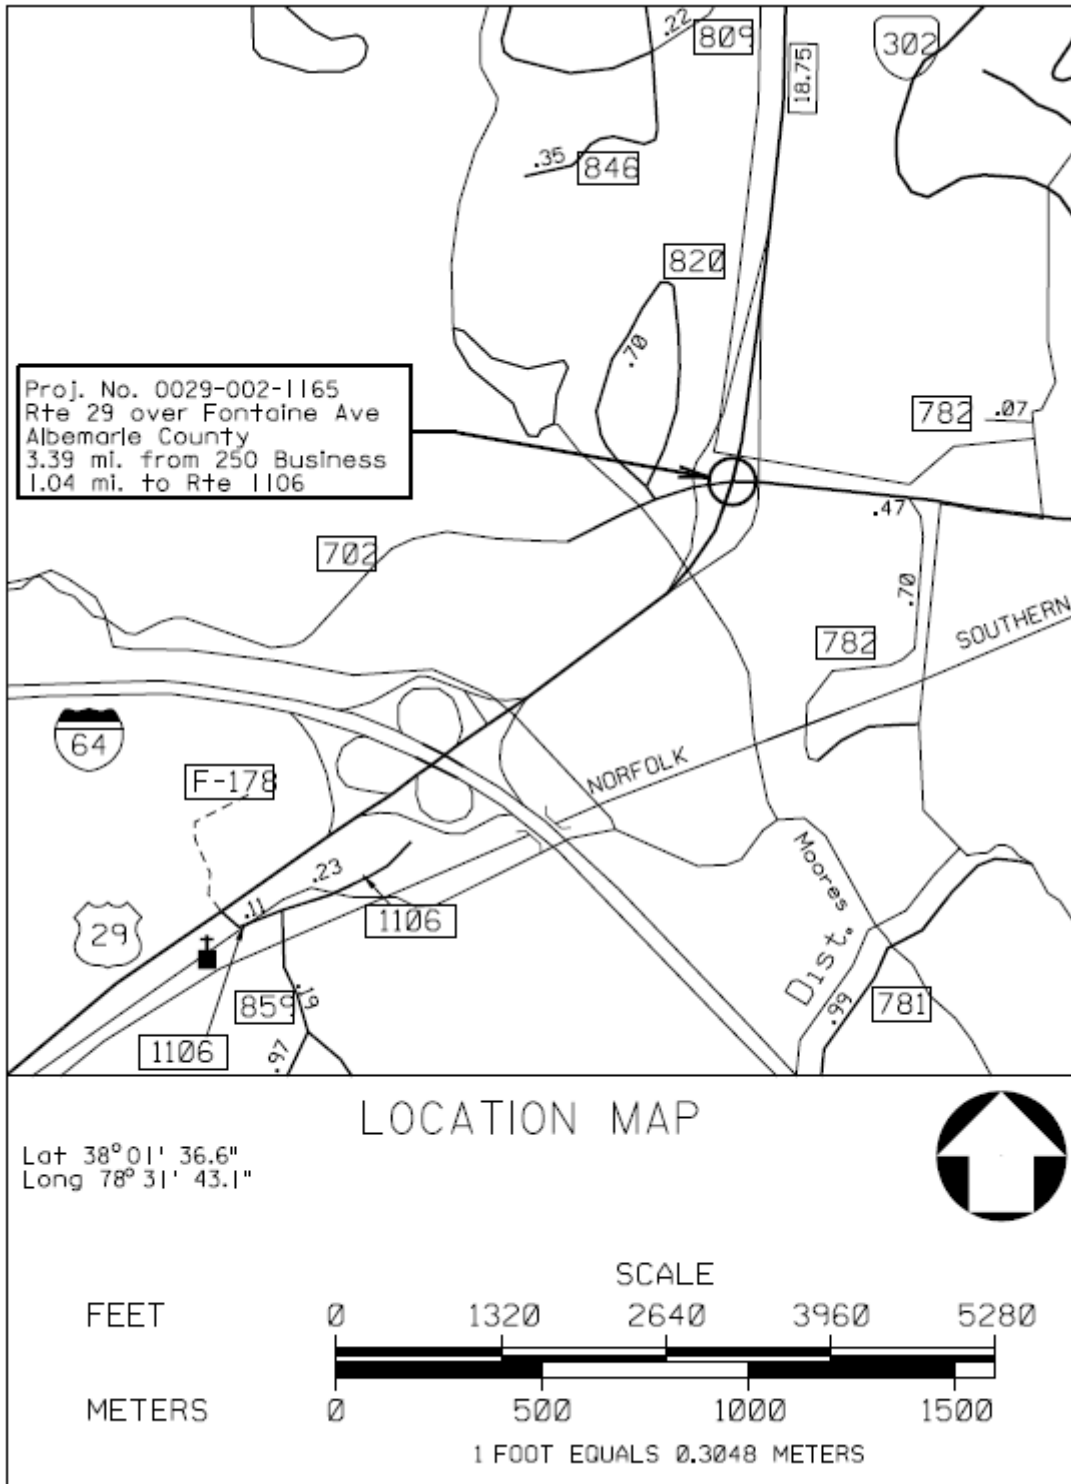 .22
809
302
18.75
.35
846
820
.70
Proj. No. 0029-002-1165
Rte 29 over Fontaine Ave
Albemarle County
3.39 mi. from 250 Business
1.04 mi. to Rte 1106
782
.07
702
.47
.70
782
SOUTHERN
64
NORFOLK
F-178
.23
.11
1106
29
859
.19
.97
1106
Moores
Dist.
.99
781
LOCATION MAP
Lat 38°01' 36.6"
Long 78°31' 43.1"
SCALE
FEET 0 1320 2640 3960 5280
METERS 0 500 1000 1500
1 FOOT EQUALS 0.3048 METERS